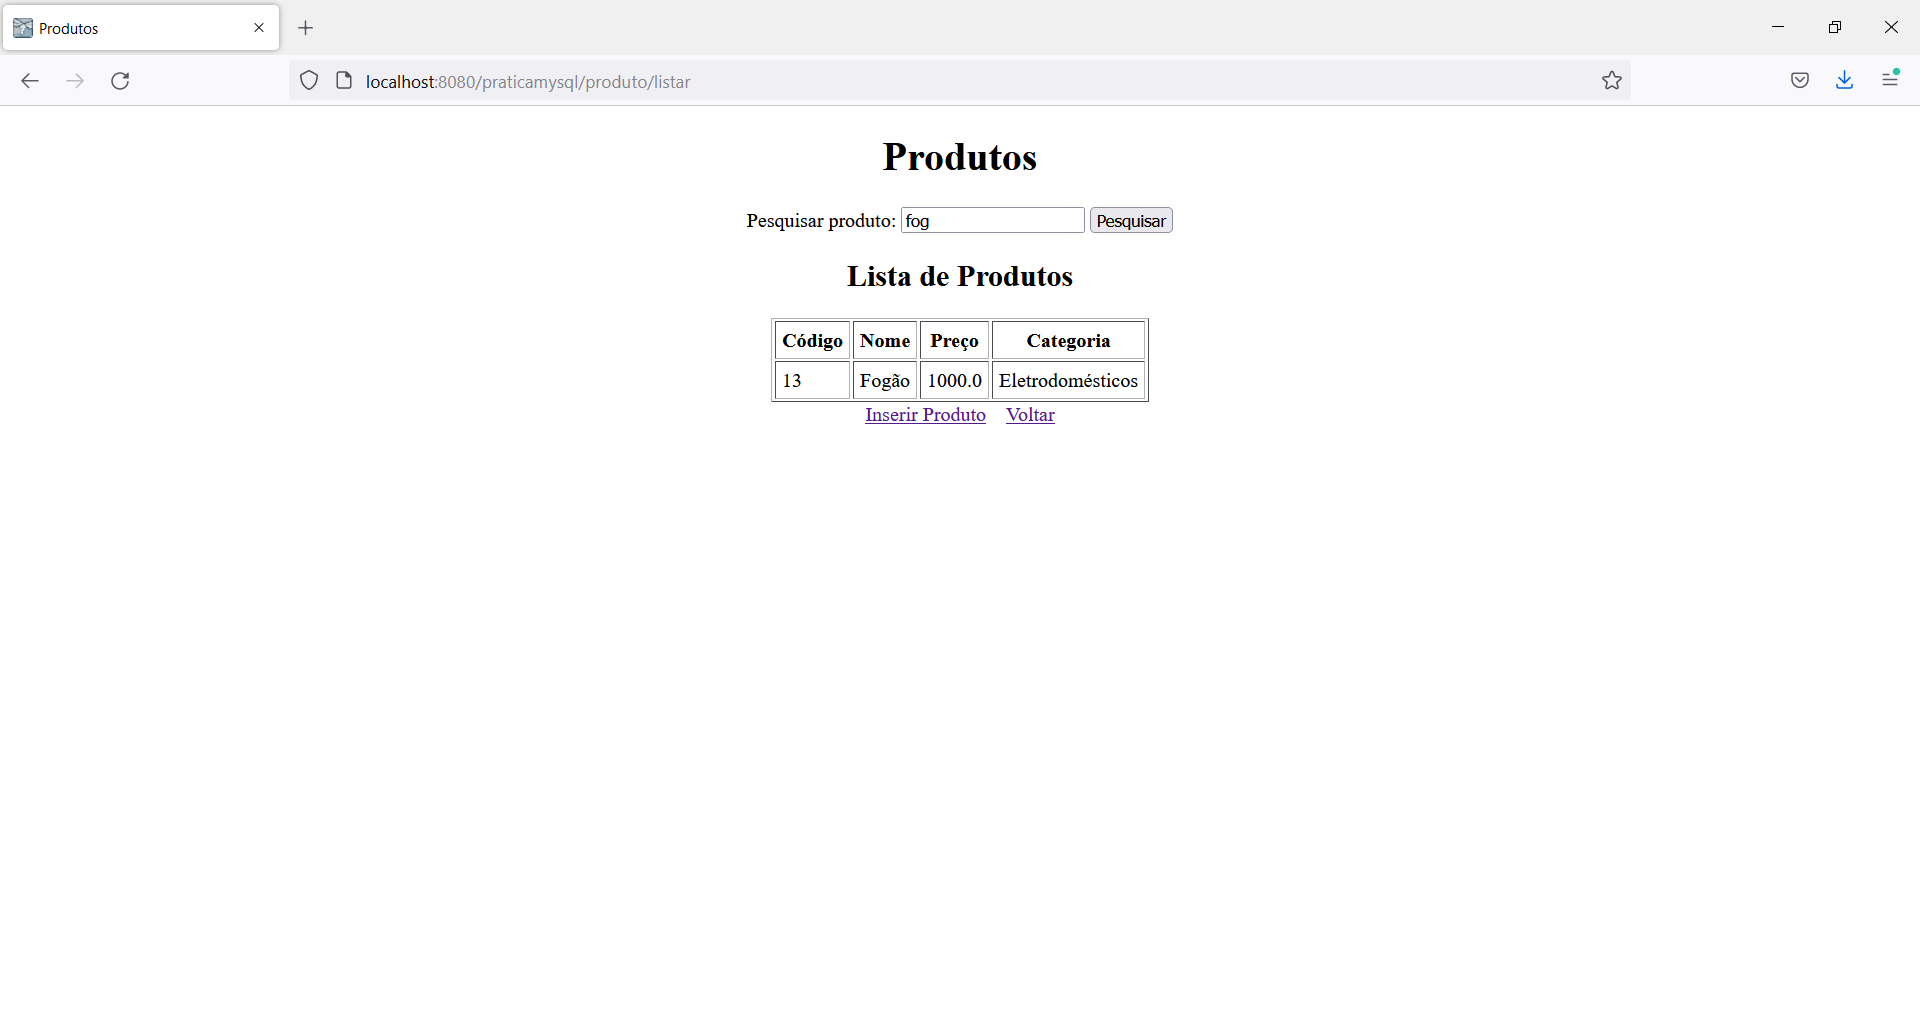 Produtos
localhost:8080/praticamysql/produto/listar
Produtos
Pesquisar produto: fog Pesquisar
Lista de Produtos
Código Nome Preço Categoria
13 Fogão 1000.0 Eletrodomésticos
Inserir Produto Voltar